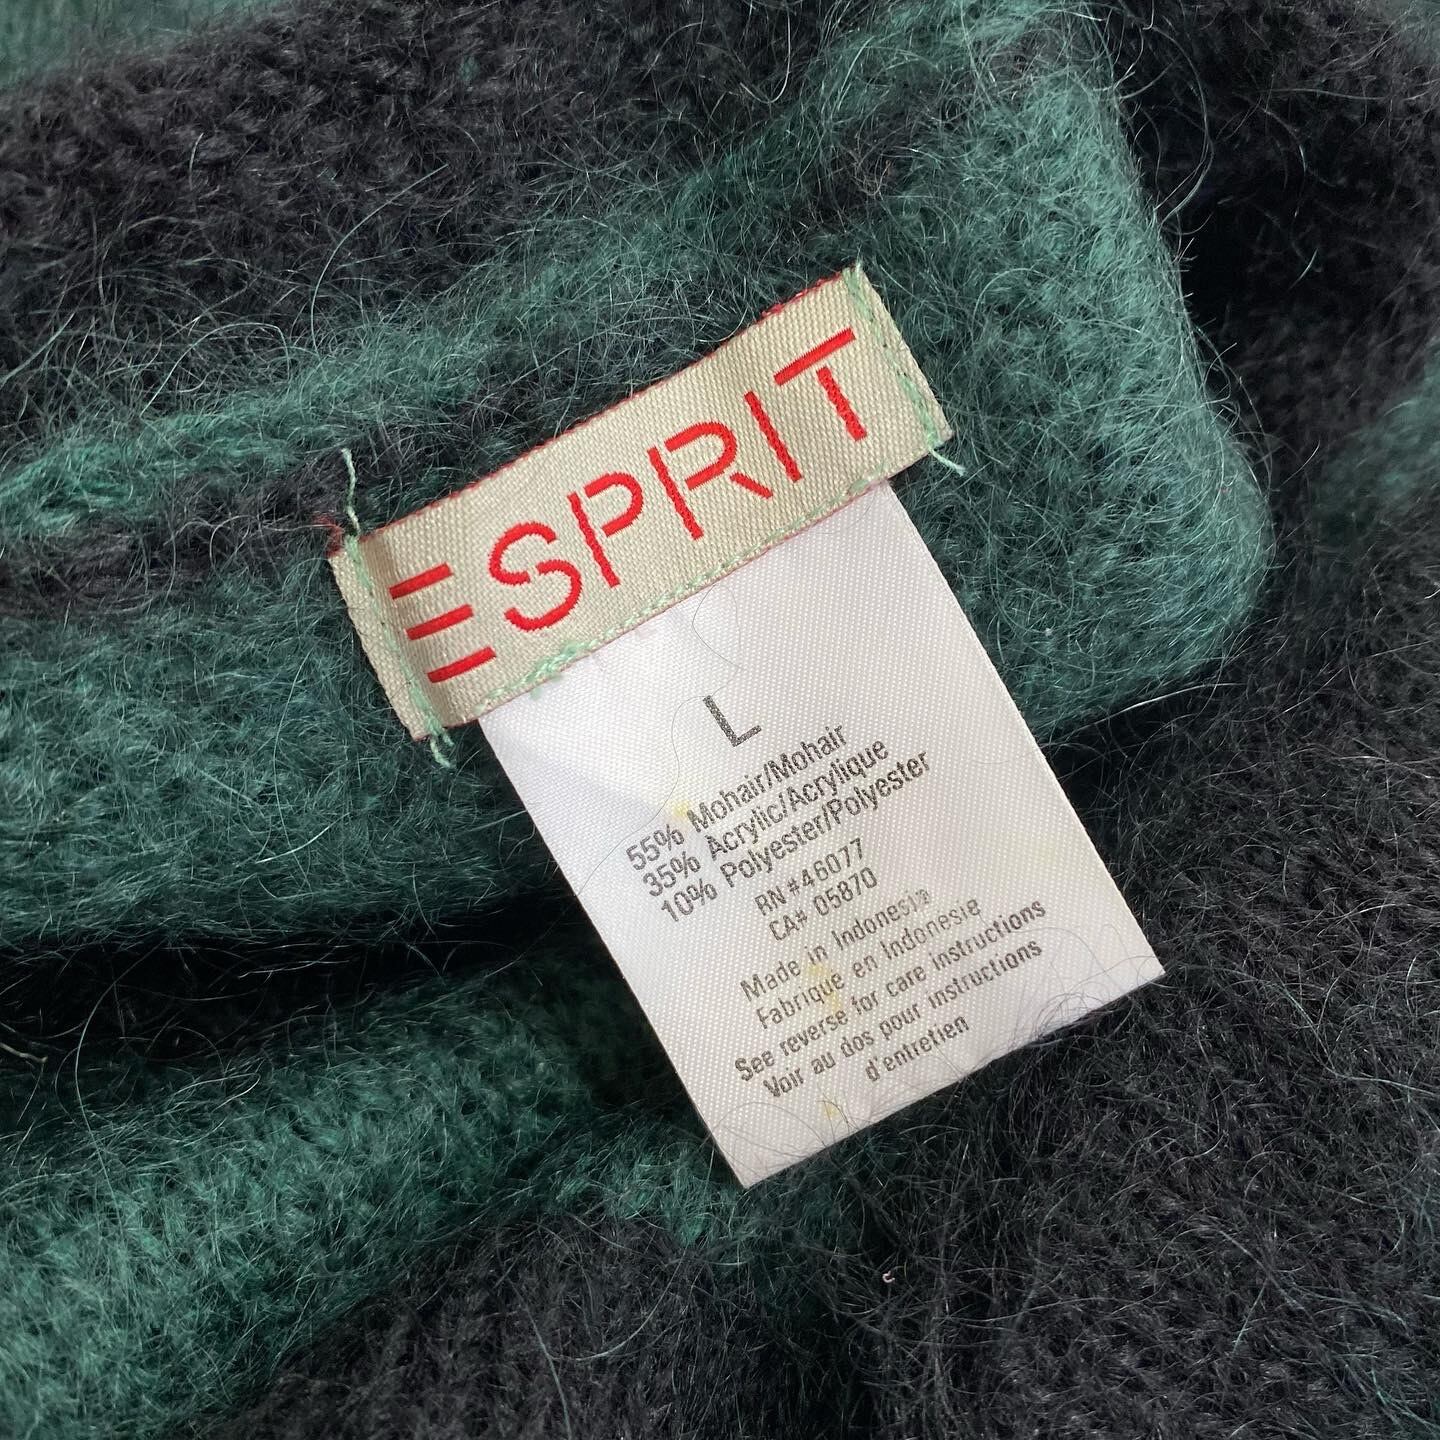 ESPRIT
L
55% Mohair/Mohair
35% Acrylic/Acrylique
10% Polyester/Polyester
RN #46077
CA# 05870
Made in Indonesia
Fabrique en Indonesie
See reverse for care instructions
Voir au dos pour instructions
d'entretien